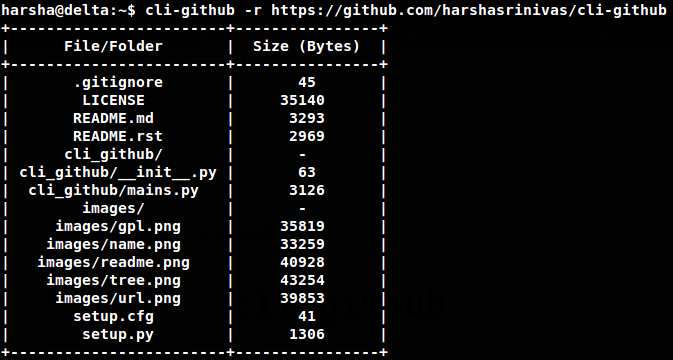 harsha@delta:~$ cli-github -r https://github.com/harshasrinivas/cli-github
+------------------------+----------------+
|      File/Folder       |  Size (Bytes)  |
+------------------------+----------------+
|       .gitignore       |       45       |
|        LICENSE         |     35140      |
|       README.md        |      3293      |
|       README.rst       |      2969      |
|      cli_github/       |       -        |
| cli_github/__init__.py |       63       |
|  cli_github/mains.py   |      3126      |
|        images/         |       -        |
|     images/gpl.png     |     35819      |
|    images/name.png     |     33259      |
|   images/readme.png    |     40928      |
|    images/tree.png     |     43254      |
|     images/url.png     |     39853      |
|       setup.cfg        |       41       |
|        setup.py        |      1306      |
+------------------------+----------------+